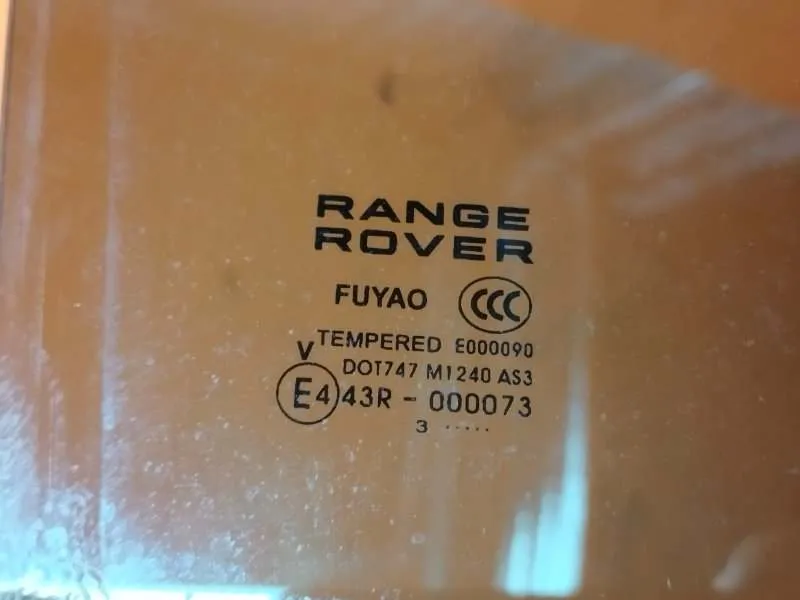 RANGE
ROVER
FUYAO CCC
TEMPERED E000090
V
DOT747 M1240 AS3
E4 43R - 000073
3 .....